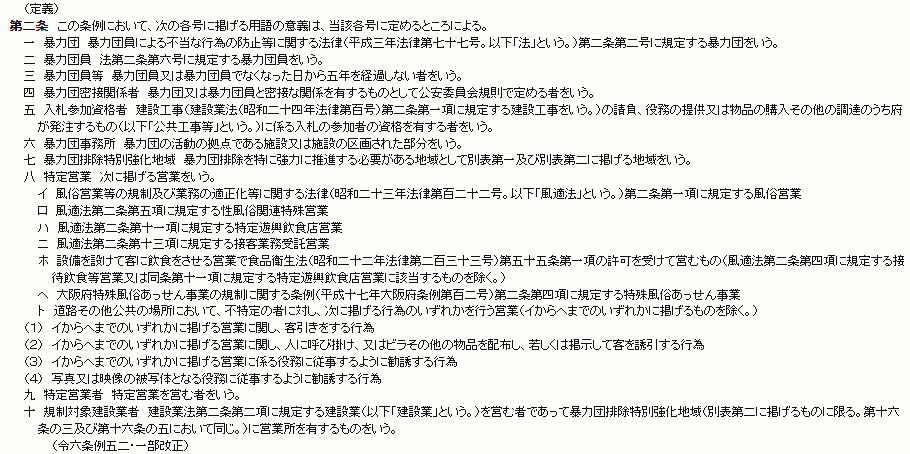 （定義）
第二条　この条例において、次の各号に掲げる用語の意義は、当該各号に定めるところによる。
一　暴力団　暴力団員による不当な行為の防止等に関する法律（平成三年法律第七十七号。以下「法」という。）第二条第二号に規定する暴力団をいう。
二　暴力団員　法第二条第六号に規定する暴力団員をいう。
三　暴力団員等　暴力団員又は暴力団員でなくなった日から五年を経過しない者をいう。
四　暴力団密接関係者　暴力団又は暴力団員と密接な関係を有するものとして公安委員会規則で定める者をいう。
五　入札参加資格者　建設工事（建設業法（昭和二十四年法律第百号）第二条第一項に規定する建設工事をいう。）の請負、役務の提供又は物品の購入その他の調達のうち府
が発注するもの（以下「公共工事等」という。）に係る入札の参加者の資格を有する者をいう。
六　暴力団事務所　暴力団の活動の拠点である施設又は施設の区画された部分をいう。
七　暴力団排除特別強化地域　暴力団排除を特に強力に推進する必要がある地域として別表第一及び別表第二に掲げる地域をいう。
八　特定営業　次に掲げる営業をいう。
イ　風俗営業等の規制及び業務の適正化等に関する法律（昭和二十三年法律第百二十二号。以下「風適法」という。）第二条第一項に規定する風俗営業
ロ　風適法第二条第五項に規定する性風俗関連特殊営業
ハ　風適法第二条第十一項に規定する特定遊興飲食店営業
ニ　風適法第二条第十三項に規定する接客業務受託営業
ホ　設備を設けて客に飲食をさせる営業で食品衛生法（昭和二十二年法律第二百三十三号）第五十五条第一項の許可を受けて営むもの（風適法第二条第四項に規定する接
待飲食等営業又は同条第十一項に規定する特定遊興飲食店営業に該当するものを除く。）
ヘ　大阪府特殊風俗あっせん事業の規制に関する条例（平成十七年大阪府条例第百二号）第二条第四項に規定する特殊風俗あっせん事業
ト　道路その他公共の場所において、不特定の者に対し、次に掲げる行為のいずれかを行う営業（イからヘまでのいずれかに掲げるものを除く。）
（1）　イからヘまでのいずれかに掲げる営業に関し、客引きをする行為
（2）　イからヘまでのいずれかに掲げる営業に関し、人に呼び掛け、又はビラその他の物品を配布し、若しくは掲示して客を誘引する行為
（3）　イからヘまでのいずれかに掲げる営業に係る役務に従事するように勧誘する行為
（4）　写真又は映像の被写体となる役務に従事するように勧誘する行為
九　特定営業者　特定営業を営む者をいう。
十　規制対象建設業者　建設業法第二条第二項に規定する建設業（以下「建設業」という。）を営む者であって暴力団排除特別強化地域（別表第二に掲げるものに限る。第十六
条の三及び第十六条の五において同じ。）に営業所を有するものをいう。
（令六条例五二・一部改正）